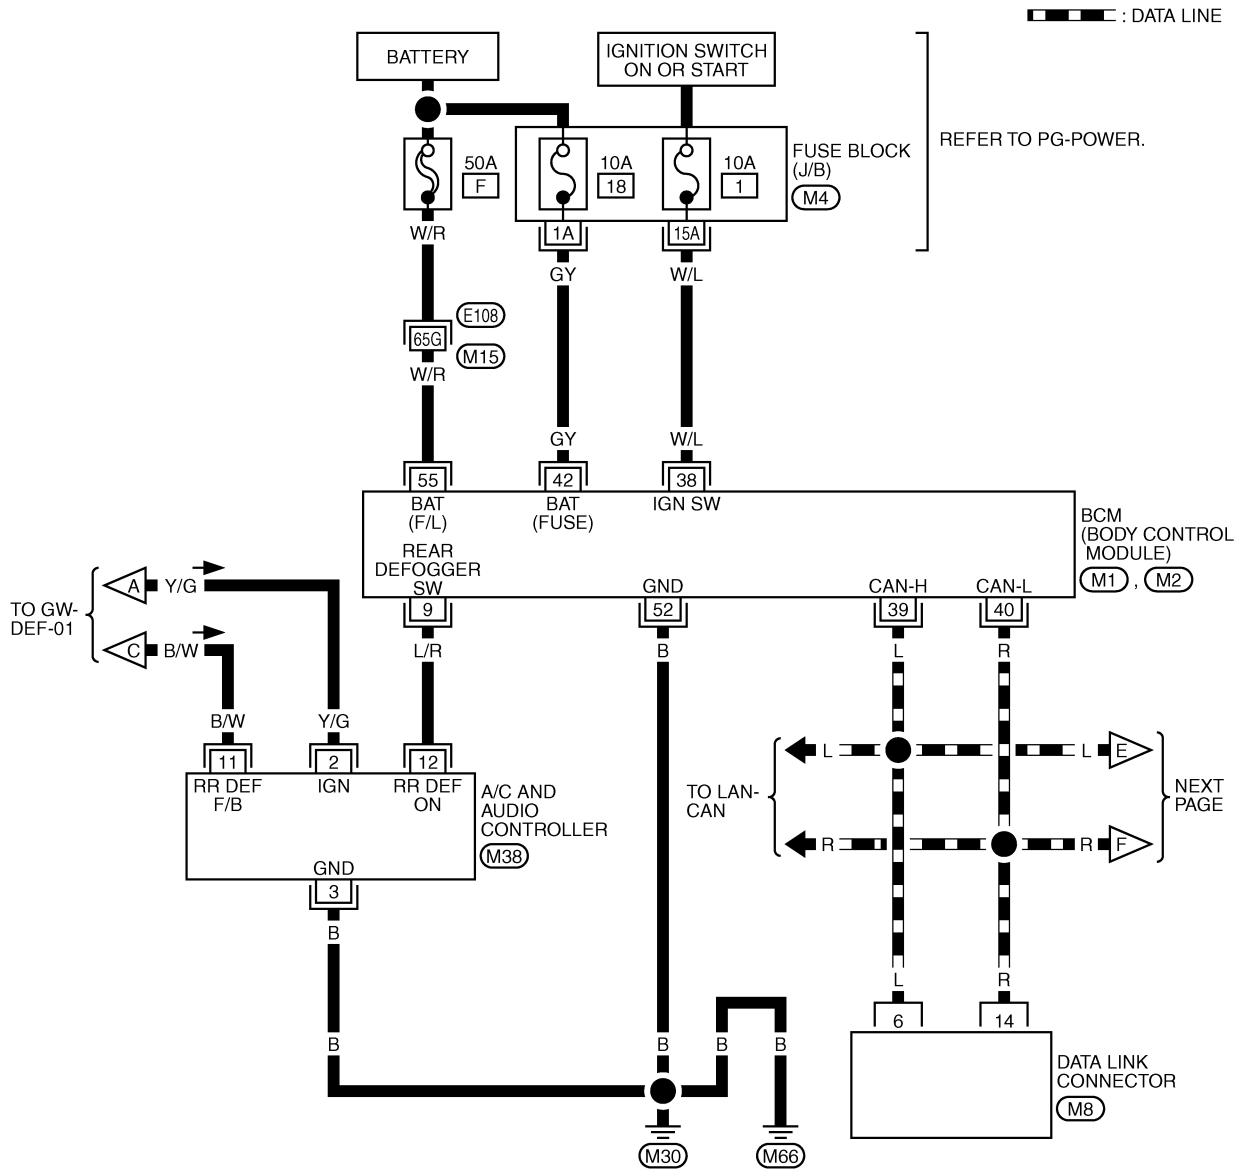 : DATA LINE
BATTERY
IGNITION SWITCH
ON OR START
REFER TO PG-POWER.
50A
F
10A
18
10A
1
FUSE BLOCK
(J/B)
M4
W/R
1A
15A
GY
W/L
E108
65G
M15
W/R
GY
W/L
55
42
38
BAT
(F/L)
BAT
(FUSE)
IGN SW
BCM
(BODY CONTROL
MODULE)
M1 , M2
REAR
DEFOGGER
SW
GND
CAN-H
CAN-L
9
52
39
40
TO GW-
DEF-01
A
Y/G
C
B/W
L/R
B
L
R
B/W
Y/G
11
2
12
RR DEF
F/B
IGN
RR DEF
ON
A/C AND
AUDIO
CONTROLLER
M38
GND
3
B
TO LAN-
CAN
L
L
E
R
R
F
NEXT
PAGE
L
R
6
14
B
B
B
B
DATA LINK
CONNECTOR
M8
M30
M66